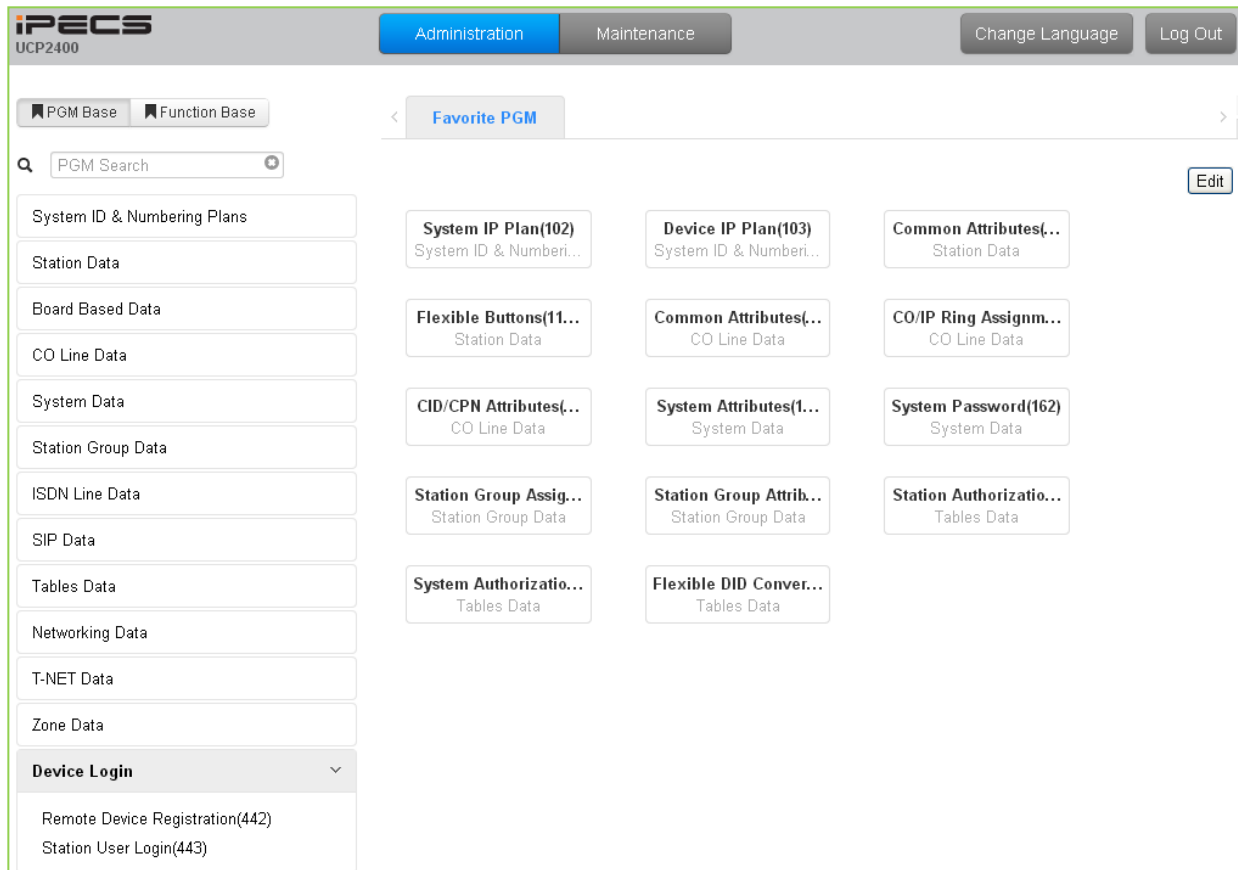 iPECS
UCP2400
Administration
Maintenance
Change Language
Log Out
PGM Base
Function Base
PGM Search
System ID & Numbering Plans
Station Data
Board Based Data
CO Line Data
System Data
Station Group Data
ISDN Line Data
SIP Data
Tables Data
Networking Data
T-NET Data
Zone Data
Device Login
Remote Device Registration(442)
Station User Login(443)
Favorite PGM
Edit
System IP Plan(102)
System ID & Numberi...
Device IP Plan(103)
System ID & Numberi...
Common Attributes(...
Station Data
Flexible Buttons(11...
Station Data
Common Attributes(...
CO Line Data
CO/IP Ring Assignm...
CO Line Data
CID/CPN Attributes(...
CO Line Data
System Attributes(1...
System Data
System Password(162)
System Data
Station Group Assig...
Station Group Data
Station Group Attrib...
Station Group Data
Station Authorizatio...
Tables Data
System Authorizatio...
Tables Data
Flexible DID Conver...
Tables Data